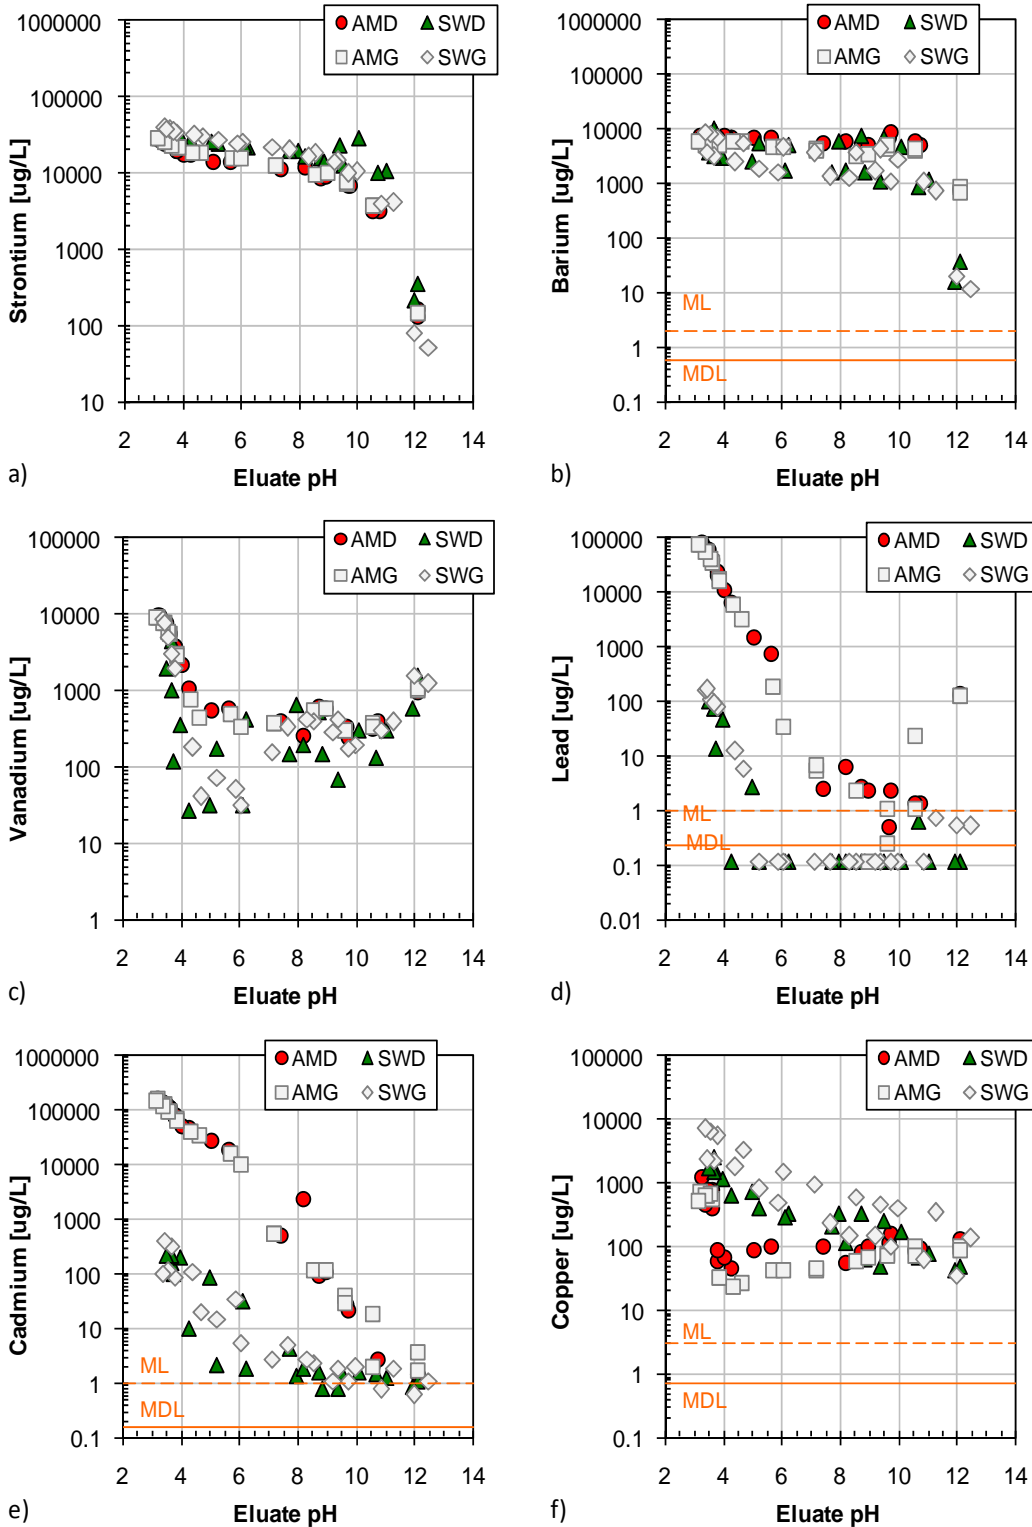 AMD SWD
AMG SWG
Strontium [ug/L]
1000000
100000
10000
1000
100
10
2 4 6 8 10 12 14
Eluate pH
a)
AMD SWD
AMG SWG
Barium [ug/L]
1000000
100000
10000
1000
100
10
1
0.1
ML
MDL
2 4 6 8 10 12 14
Eluate pH
b)
AMD SWD
AMG SWG
Vanadium [ug/L]
100000
10000
1000
100
10
1
2 4 6 8 10 12 14
Eluate pH
c)
AMD SWD
AMG SWG
Lead [ug/L]
100000
10000
1000
100
10
1
0.1
0.01
ML
MDL
2 4 6 8 10 12 14
Eluate pH
d)
AMD SWD
AMG SWG
Cadmium [ug/L]
1000000
100000
10000
1000
100
10
1
0.1
ML
MDL
2 4 6 8 10 12 14
Eluate pH
e)
AMD SWD
AMG SWG
Copper [ug/L]
100000
10000
1000
100
10
1
0.1
ML
MDL
2 4 6 8 10 12 14
Eluate pH
f)